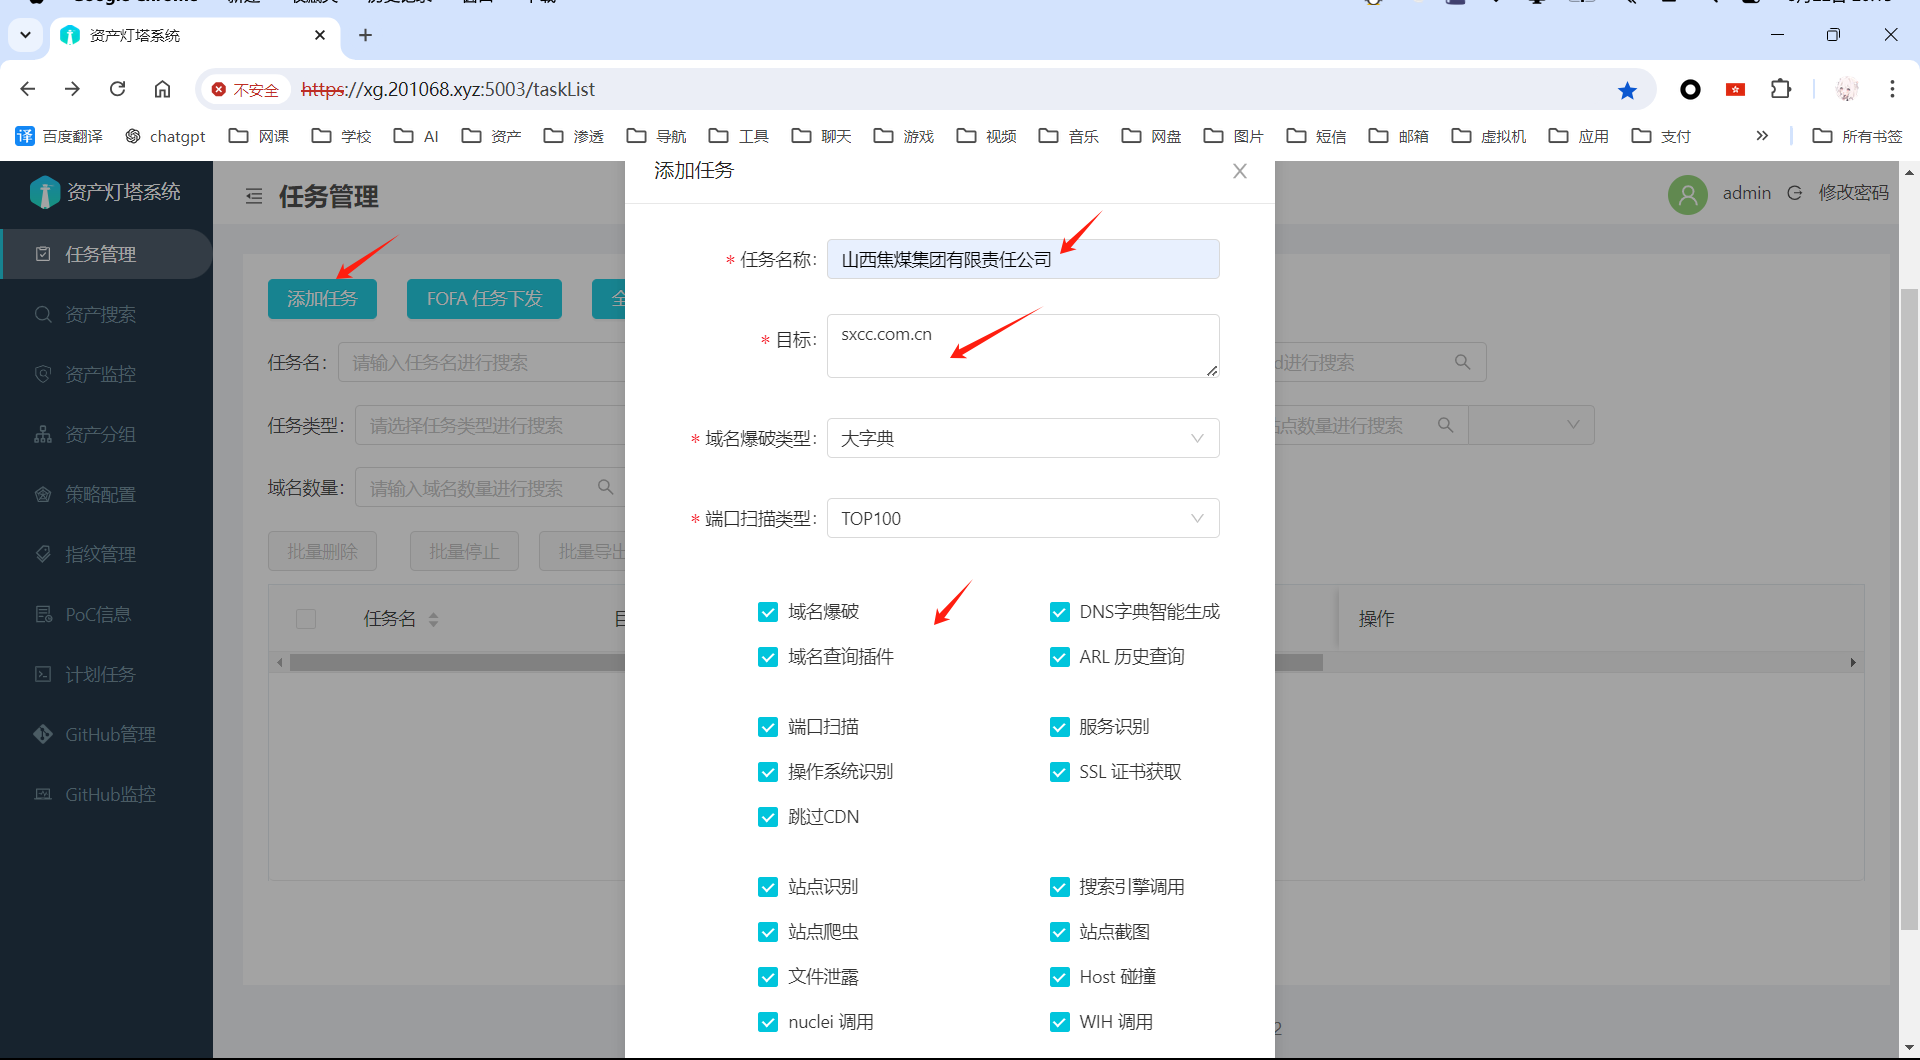 资产灯塔系统
不安全
https://xg.201068.xyz:5003/taskList
百度翻译
chatgpt
网课
学校
AI
资产
渗透
导航
工具
聊天
游戏
视频
音乐
网盘
图片
短信
邮箱
虚拟机
应用
支付
所有书签
资产灯塔系统
任务管理
资产搜索
资产监控
资产分组
策略配置
指纹管理
PoC信息
计划任务
GitHub管理
GitHub监控
任务管理
admin
修改密码
添加任务
FOFA 任务下发
全
任务名:
请输入任务名进行搜索
d进行搜索
任务类型:
请选择任务类型进行搜索
站点数量进行搜索
域名数量:
请输入域名数量进行搜索
批量删除
批量停止
批量导出
任务名
操作
添加任务
* 任务名称:
山西焦煤集团有限责任公司
* 目标:
sxcc.com.cn
* 域名爆破类型:
大字典
* 端口扫描类型:
TOP100
域名爆破
DNS字典智能生成
域名查询插件
ARL 历史查询
端口扫描
服务识别
操作系统识别
SSL 证书获取
跳过CDN
站点识别
搜索引擎调用
站点爬虫
站点截图
文件泄露
Host 碰撞
nuclei 调用
WIH 调用
2